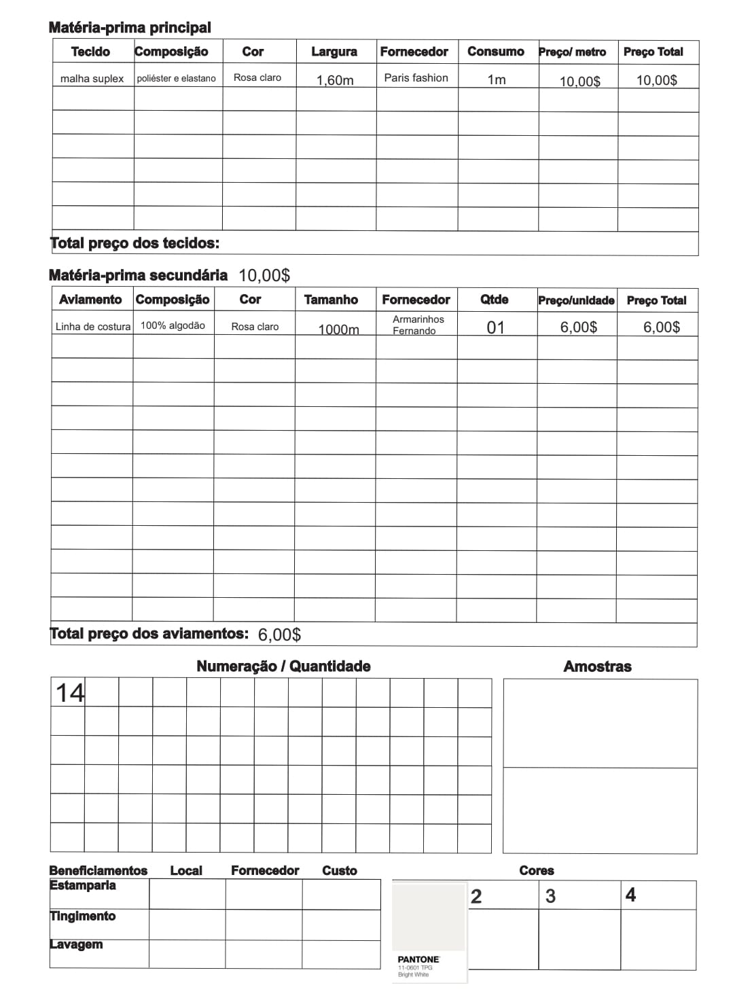 Matéria-prima principal
Tecido Composição Cor Largura Fornecedor Consumo Preço/ metro Preço Total
malha suplex poliéster e elastano Rosa claro 1,60m Paris fashion 1m 10,00$ 10,00$
Total preço dos tecidos:
Matéria-prima secundária 10,00$
Aviamento Composição Cor Tamanho Fornecedor Qtde Preço/unidade Preço Total
Linha de costura 100% algodão Rosa claro 1000m Armarinhos Fernando 01 6,00$ 6,00$
Total preço dos aviamentos: 6,00$
Numeração / Quantidade Amostras
14
Beneficiamentos Local Fornecedor Custo Cores
Estamparia
2 3 4
Tingimento
Lavagem
PANTONE
11-0601 TPG
Bright White